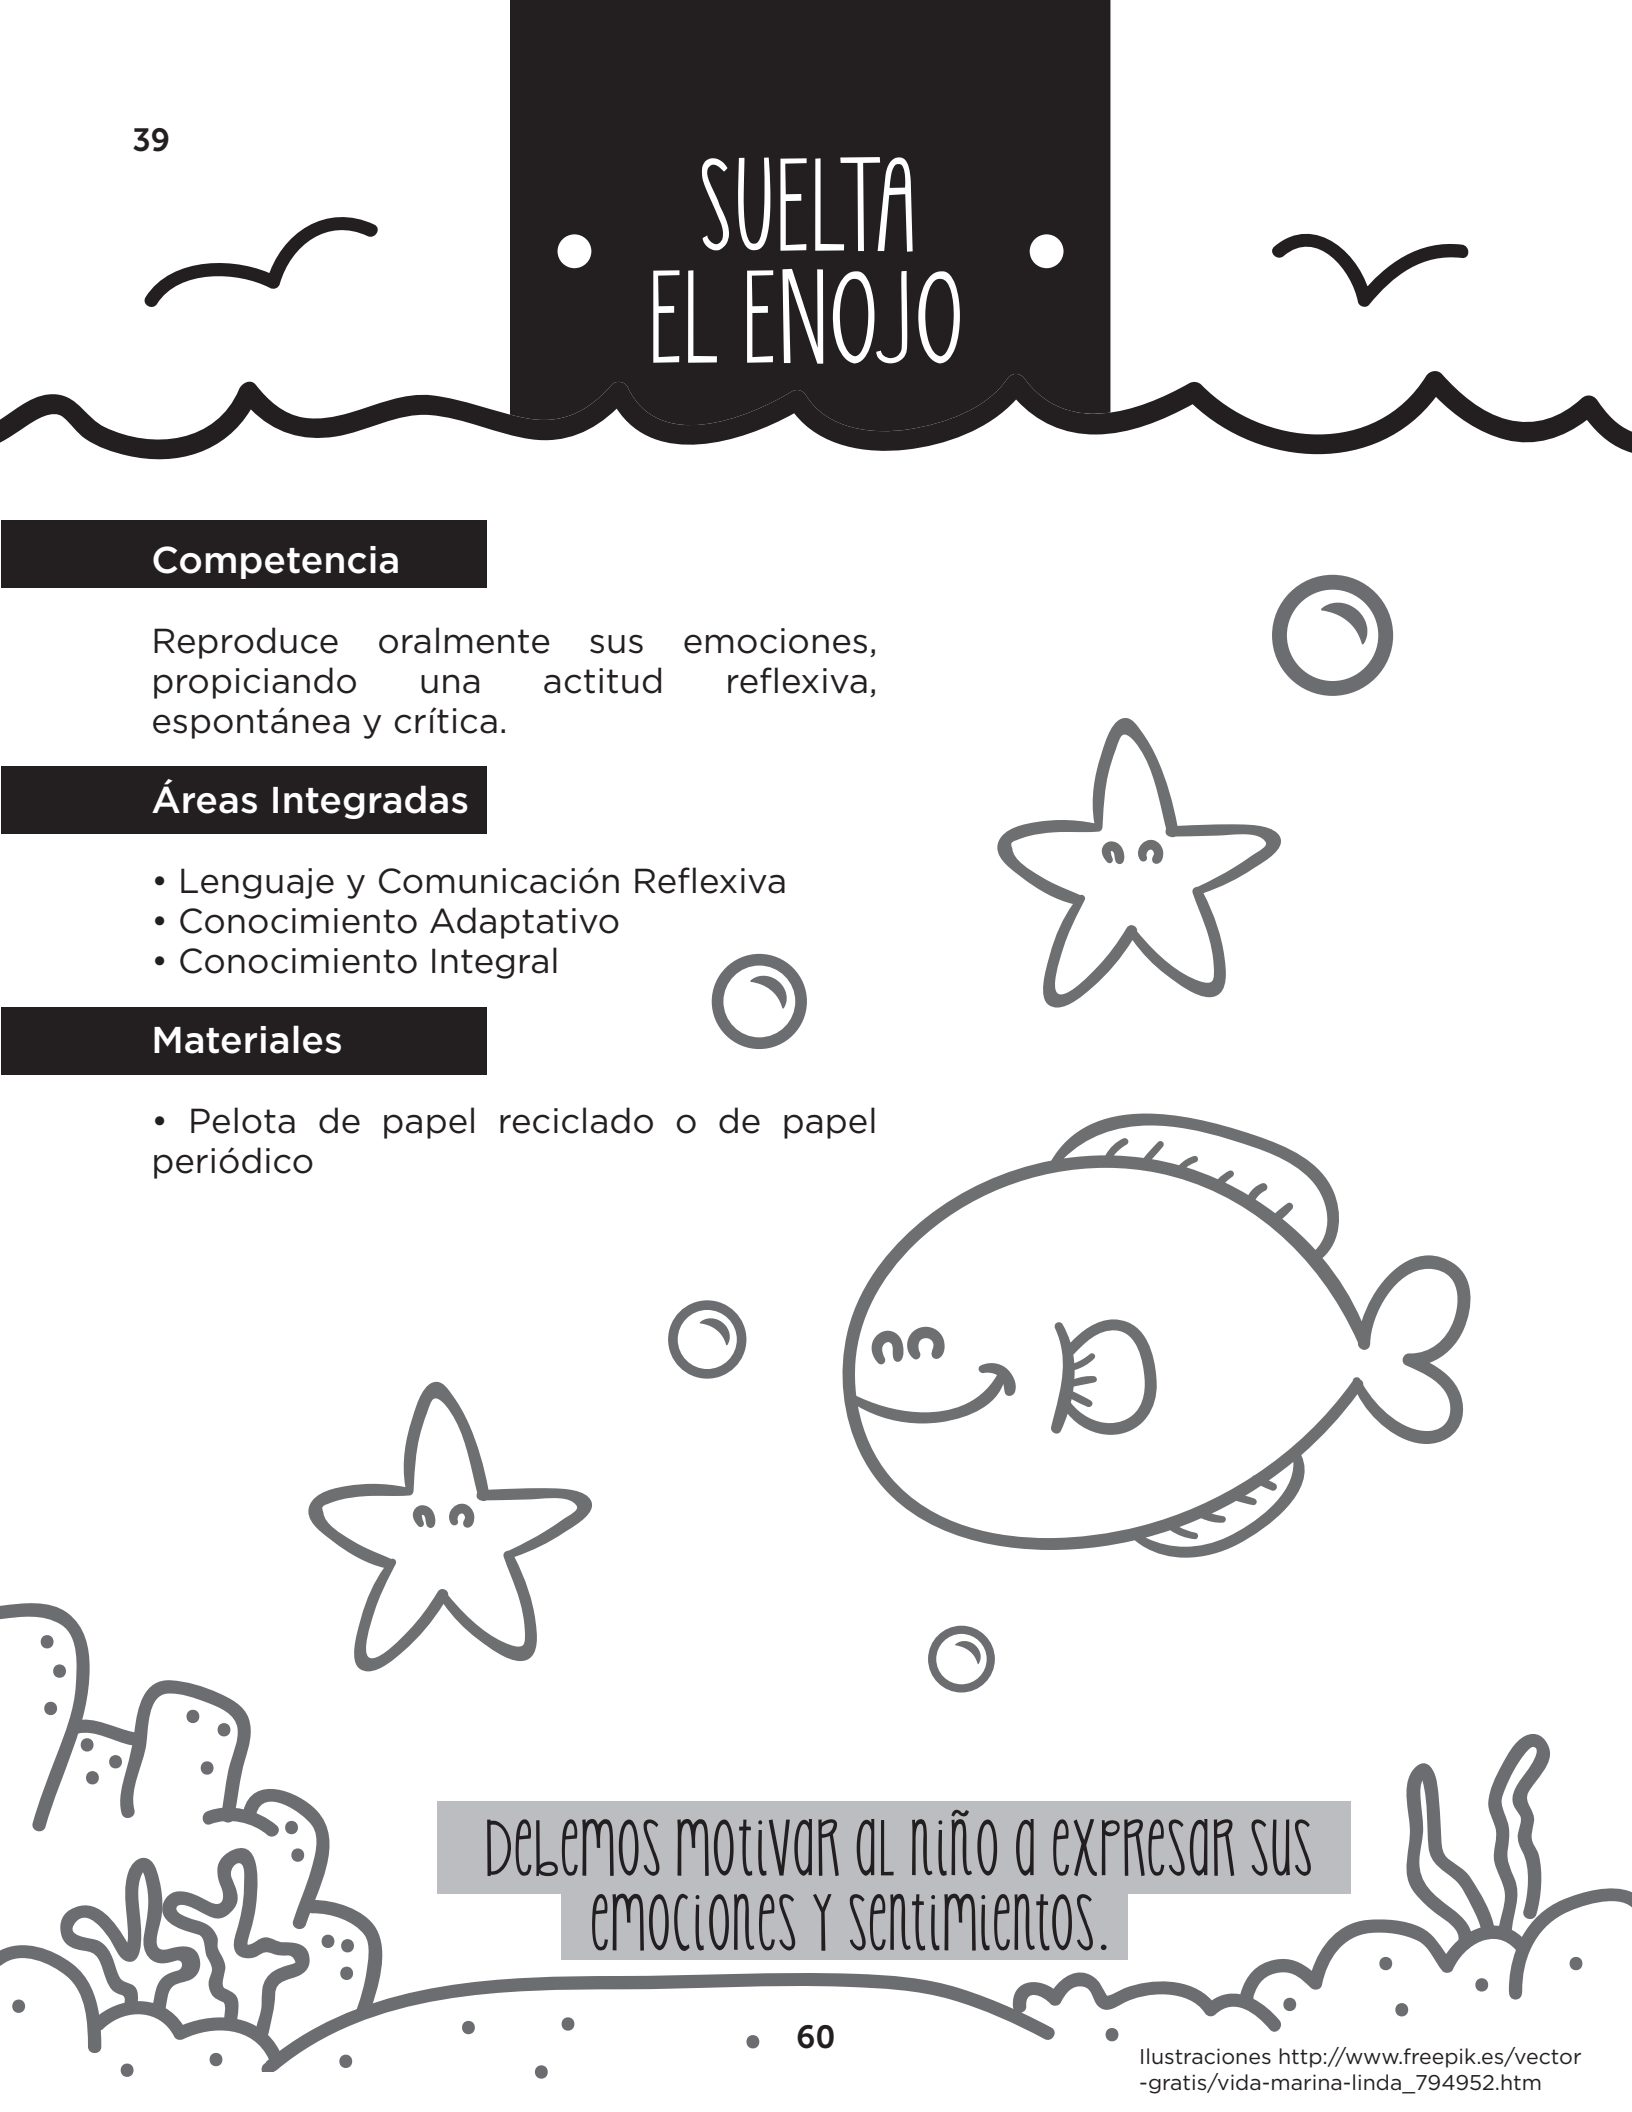 39
SUELTA
EL ENOJO
Competencia
Reproduce oralmente sus emociones,
propiciando una actitud reflexiva,
espontánea y crítica.
Áreas Integradas
• Lenguaje y Comunicación Reflexiva
• Conocimiento Adaptativo
• Conocimiento Integral
Materiales
• Pelota de papel reciclado o de papel
periódico
Debemos motivar al niño a expresar sus
emociones y sentimientos.
60
Ilustraciones http://www.freepik.es/vector
-gratis/vida-marina-linda_794952.htm